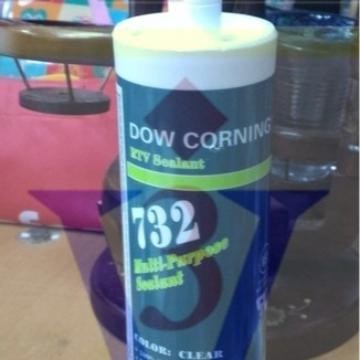 DOW CORNING
RTV Sealant
732
Multi-Purpose
Sealant
COLOR: CLEAR